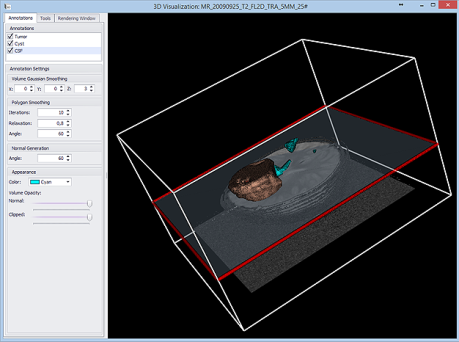 3D Visualization: MR_20090925_T2_FL2D_TRA_5MM_25#
Annotations Tools Rendering Window
Annotations
Tumor
Cyst
CSF
Annotation Settings
Volume Gaussian Smoothing
X: 0 Y: 0 Z: 3
Polygon Smoothing
Iterations: 10
Relaxation: 0,8
Angle: 60
Normal Generation
Angle: 60
Appearance
Color: Cyan
Volume Opacity:
Normal:
Clipped: